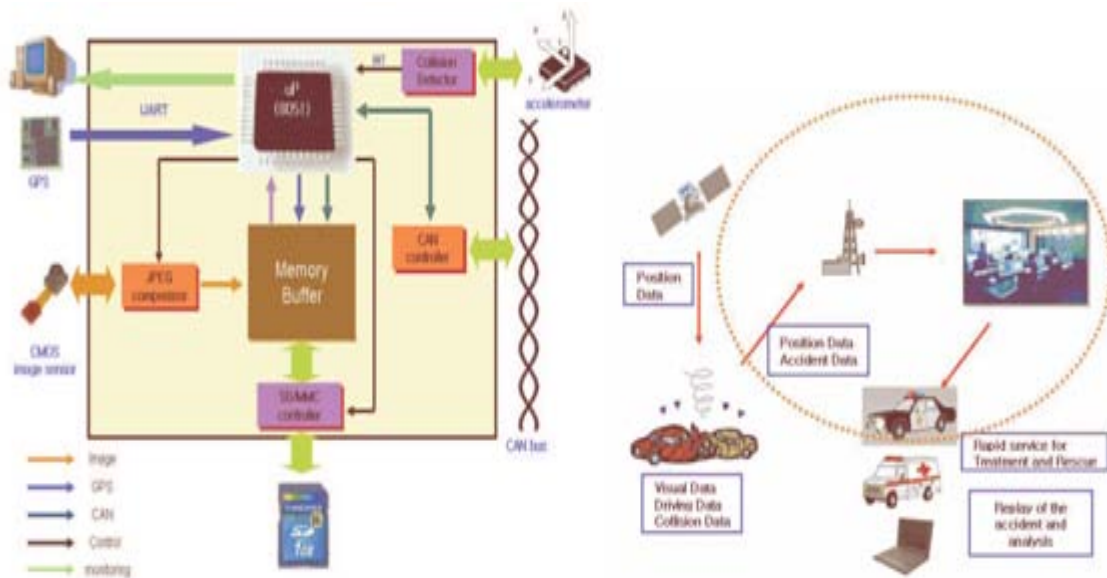 uP
(8051)
INT
Collision
Detector
accelerometer
UART
GPS
CAN
controller
JPEG
compressor
Memory
Buffer
CMOS
image sensor
SD/MMC
controller
CAN bus
Image
GPS
CAN
Control
monitoring
SD
Position
Data
Position Data
Accident Data
Visual Data
Driving Data
Collision Data
Rapid service for
Treatment and Rescue
Replay of the
accident and
analysis